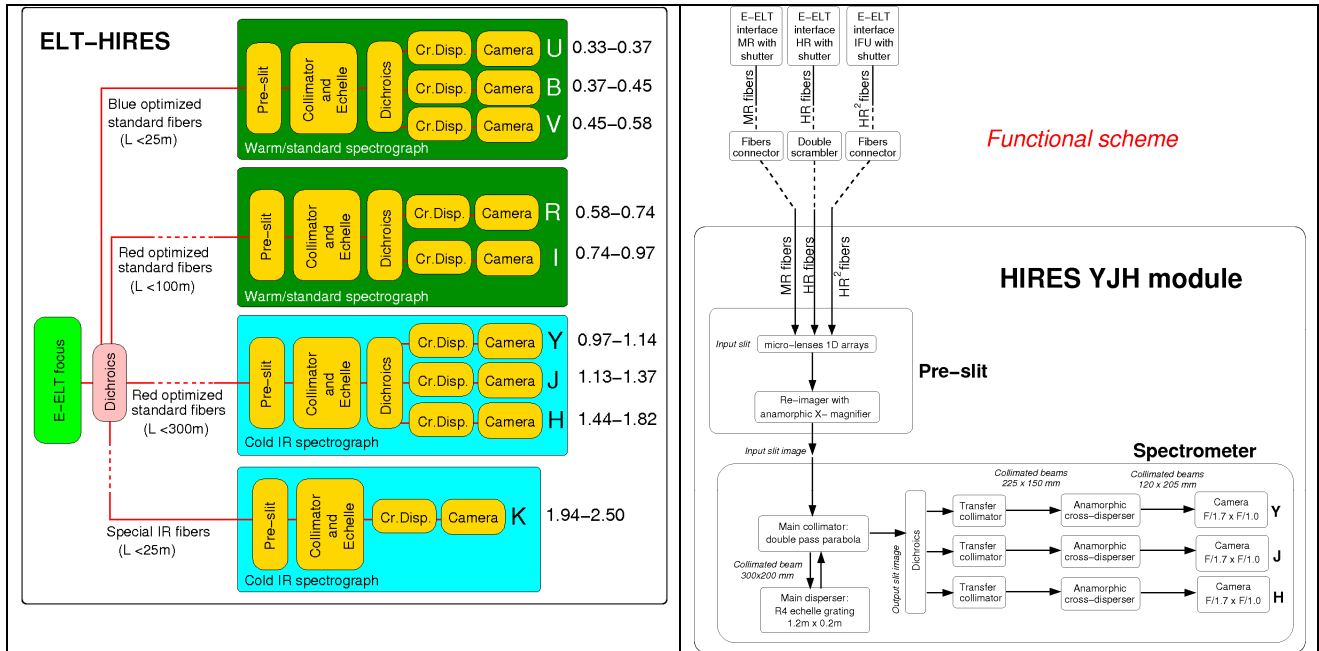 ELT–HIRES
Blue optimized
standard fibers
(L <25m)
Pre–slit
Collimator
and
Echelle
Dichroics
Cr.Disp.
Camera
U
0.33–0.37
Cr.Disp.
Camera
B
0.37–0.45
Cr.Disp.
Camera
V
0.45–0.58
Warm/standard spectrograph
Red optimized
standard fibers
(L <100m)
Pre–slit
Collimator
and
Echelle
Dichroics
Cr.Disp.
Camera
R
0.58–0.74
Cr.Disp.
Camera
I
0.74–0.97
Warm/standard spectrograph
E–ELT focus
Dichroics
Red optimized
standard fibers
(L <300m)
Pre–slit
Collimator
and
Echelle
Dichroics
Cr.Disp.
Camera
Y
0.97–1.14
Cr.Disp.
Camera
J
1.13–1.37
Cr.Disp.
Camera
H
1.44–1.82
Cold IR spectrograph
Special IR fibers
(L <25m)
Pre–slit
Collimator
and
Echelle
Cr.Disp.
Camera
K
1.94–2.50
Cold IR spectrograph
E–ELT
interface
MR with
shutter
E–ELT
interface
HR with
shutter
E–ELT
interface
IFU with
shutter
MR fibers
HR fibers
HR² fibers
Fibers
connector
Double
scrambler
Fibers
connector
Functional scheme
MR fibers
HR fibers
HR² fibers
HIRES YJH module
Input slit
micro–lenses 1D arrays
Pre–slit
Re–imager with
anamorphic X– magnifier
Input slit image
Spectrometer
Collimated beams
225 x 150 mm
Collimated beams
120 x 205 mm
Main collimator:
double pass parabola
Collimated beam
300x200 mm
Main disperser:
R4 echelle grating
1.2m x 0.2m
Output slit image
Dichroics
Transfer
collimator
Anamorphic
cross–disperser
Camera
F/1.7 x F/1.0
Y
Transfer
collimator
Anamorphic
cross–disperser
Camera
F/1.7 x F/1.0
J
Transfer
collimator
Anamorphic
cross–disperser
Camera
F/1.7 x F/1.0
H